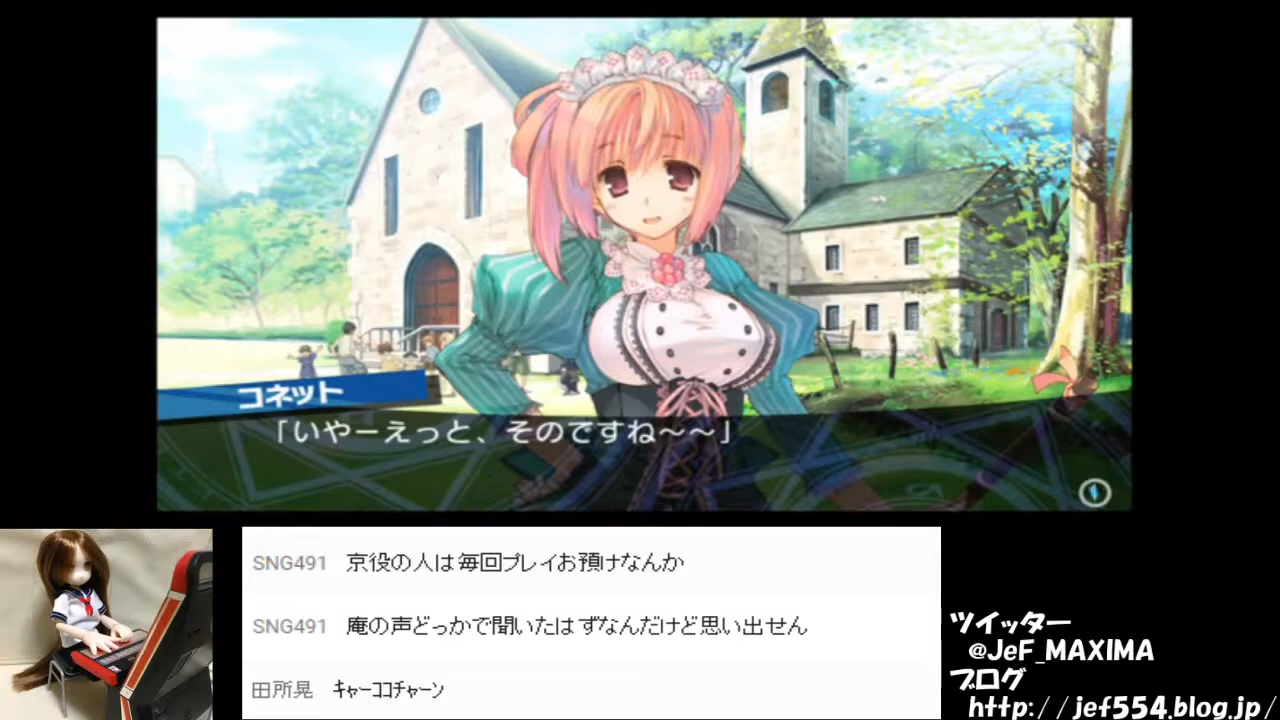 コネット
「いやーえっと、そのですね～～」
SNG491 京役の人は毎回プレイお預けなんか
SNG491 庵の声どっかで聞いたはずなんだけど思い出せん
田所晃 ｷｬｰココチャーン
ツイッター
@JeF_MAXIMA
ブログ
http://jef554.blog.jp/